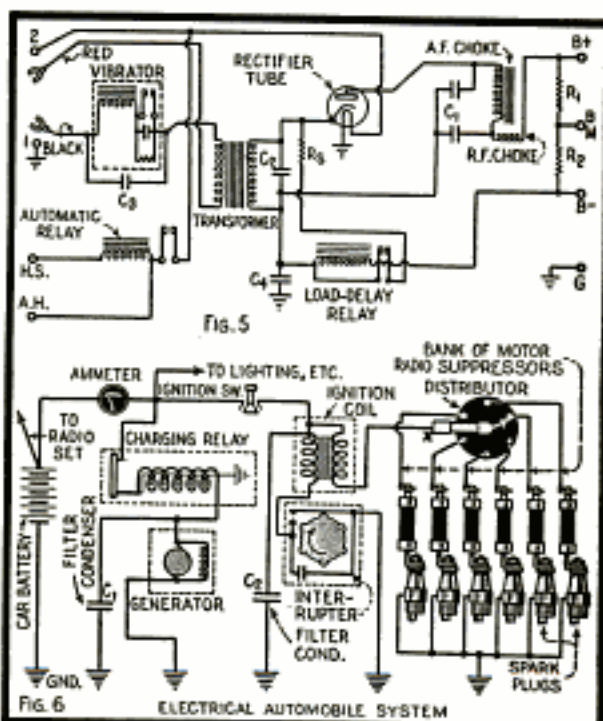 2
RED
VIBRATOR
1
BLACK
C3
AUTOMATIC
RELAY
H.S.
A.H.
FIG. 5
TRANSFORMER
RECTIFIER
TUBE
C2
C4
LOAD-DELAY
RELAY
A.F. CHOKE
C1
R.F. CHOKE
R1
R2
B+
B
M
B-
G
AMMETER
TO LIGHTING, ETC.
IGNITION SW.
IGNITION
COIL
BANK OF MOTOR
RADIO SUPPRESSORS
DISTRIBUTOR
TO
RADIO
SET
CHARGING RELAY
CAR BATTERY
FILTER
CONDENSER
GENERATOR
INTER-
RUPTER
FILTER
COND.
SPARK
PLUGS
GND.
FIG. 6
ELECTRICAL AUTOMOBILE SYSTEM